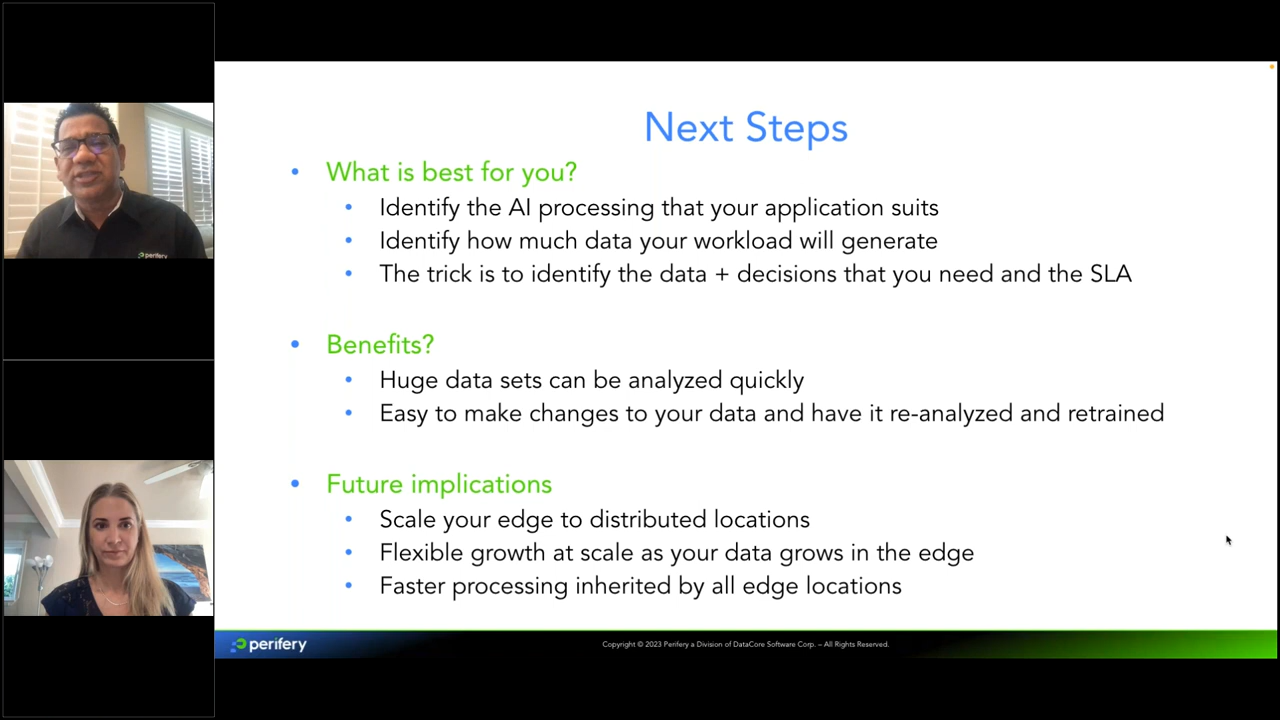 Next Steps
• What is best for you?
• Identify the AI processing that your application suits
• Identify how much data your workload will generate
• The trick is to identify the data + decisions that you need and the SLA
• Benefits?
• Huge data sets can be analyzed quickly
• Easy to make changes to your data and have it re-analyzed and retrained
• Future implications
• Scale your edge to distributed locations
• Flexible growth at scale as your data grows in the edge
• Faster processing inherited by all edge locations
perifery
perifery
Copyright © 2023 Perifery a Division of DataCore Software Corp. – All Rights Reserved.